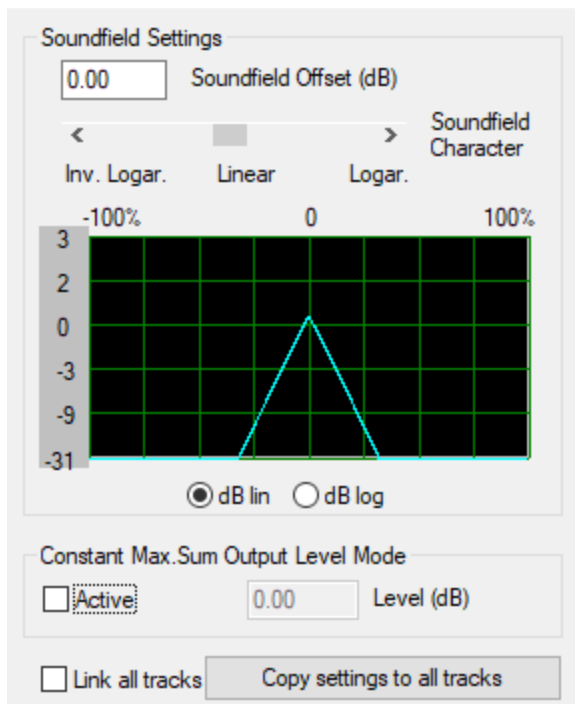 Soundfield Settings
0.00 Soundfield Offset (dB)
< > Soundfield
Character
Inv. Logar. Linear Logar.
-100% 0 100%
3
2
0
-3
-9
-31
dB lin dB log
Constant Max.Sum Output Level Mode
Active 0.00 Level (dB)
Link all tracks Copy settings to all tracks